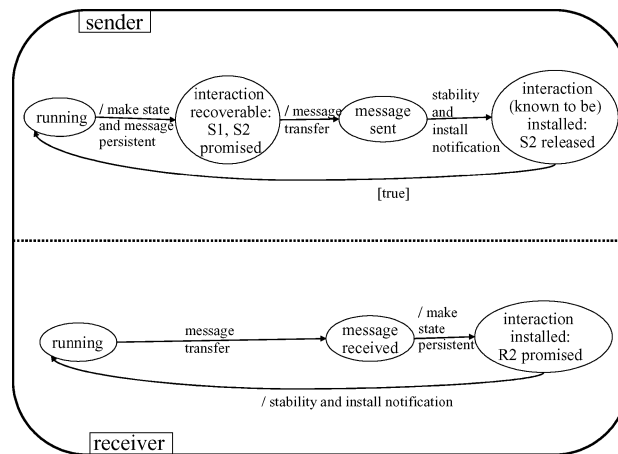 sender
running
/ make state
and message
persistent
interaction
recoverable:
S1, S2
promised
/ message
transfer
message
sent
stability
and
install
notification
interaction
(known to be)
installed:
S2 released
[true]
running
message
transfer
message
received
/ make
state
persistent
interaction
installed:
R2 promised
/ stability and install notification
receiver